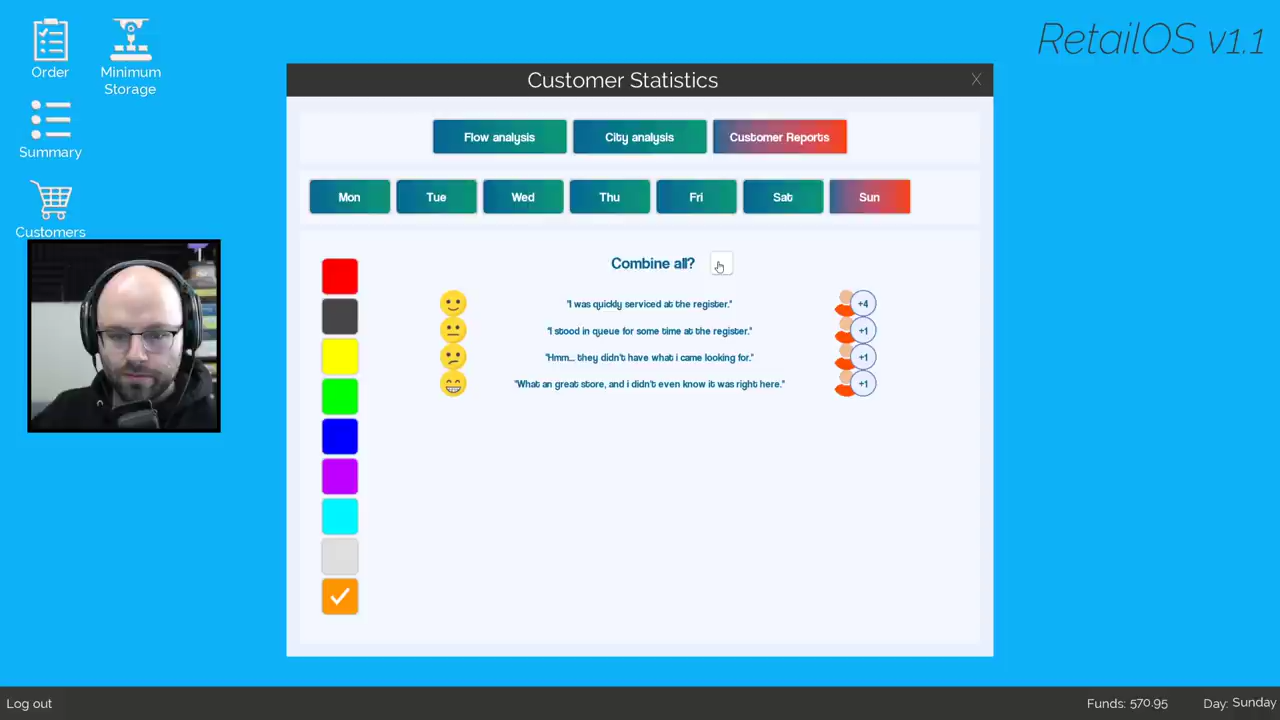 RetailOS v1.1
Order
Minimum
Storage
Summary
Customers
Customer Statistics
X
Flow analysis
City analysis
Customer Reports
Mon
Tue
Wed
Thu
Fri
Sat
Sun
Combine all?
"I was quickly serviced at the register."
+4
"I stood in queue for some time at the register."
+1
"Hmm... they didn't have what i came looking for."
+1
"What an great store, and i didn't even know it was right here."
+1
Log out
Funds: 570.95
Day: Sunday